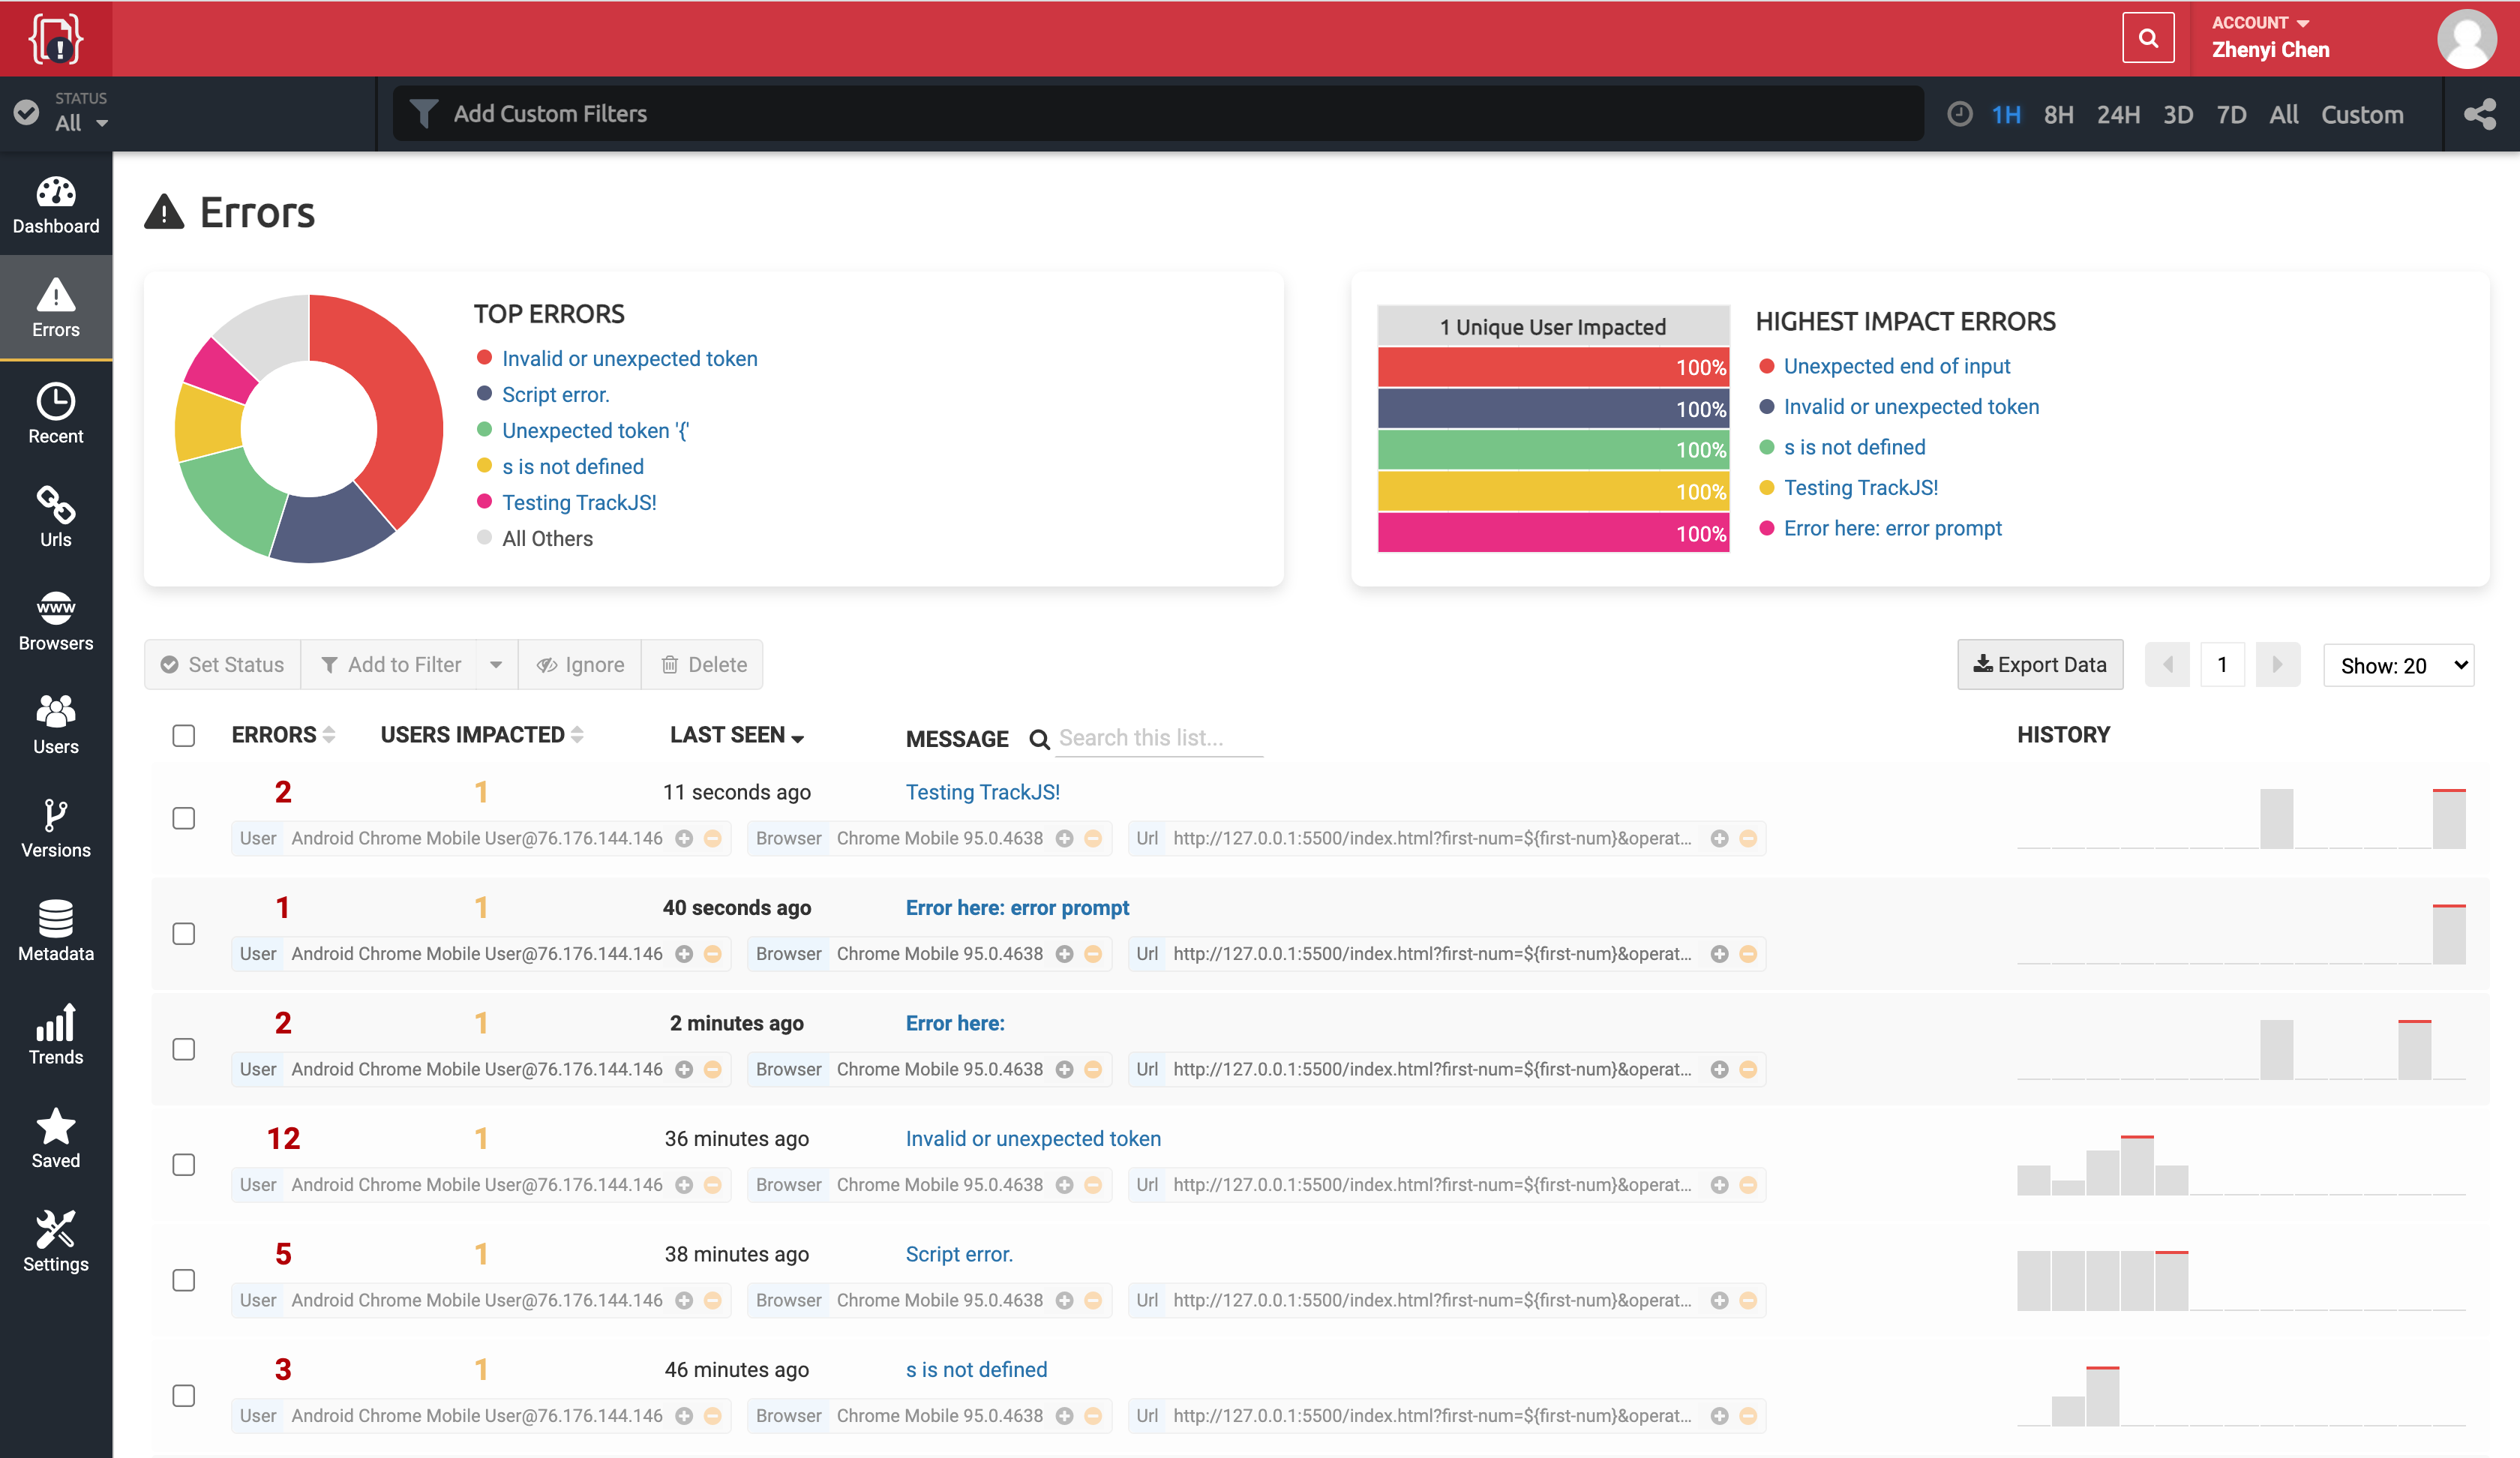 ACCOUNT
Zhenyi Chen
STATUS
All
Add Custom Filters
1H 8H 24H 3D 7D All Custom
Dashboard
Errors
Recent
Urls
www
Browsers
Users
Versions
Metadata
Trends
Saved
Settings
Errors
TOP ERRORS
Invalid or unexpected token
Script error.
Unexpected token '{'
s is not defined
Testing TrackJS!
All Others
1 Unique User Impacted
100%
100%
100%
100%
100%
HIGHEST IMPACT ERRORS
Unexpected end of input
Invalid or unexpected token
s is not defined
Testing TrackJS!
Error here: error prompt
Set Status Add to Filter Ignore Delete
Export Data 1 Show: 20
ERRORS USERS IMPACTED LAST SEEN MESSAGE Search this list... HISTORY
2 1 11 seconds ago Testing TrackJS!
User Android Chrome Mobile User@76.176.144.146 Browser Chrome Mobile 95.0.4638 Url http://127.0.0.1:5500/index.html?first-num=${first-num}&operat...
1 1 40 seconds ago Error here: error prompt
User Android Chrome Mobile User@76.176.144.146 Browser Chrome Mobile 95.0.4638 Url http://127.0.0.1:5500/index.html?first-num=${first-num}&operat...
2 1 2 minutes ago Error here:
User Android Chrome Mobile User@76.176.144.146 Browser Chrome Mobile 95.0.4638 Url http://127.0.0.1:5500/index.html?first-num=${first-num}&operat...
12 1 36 minutes ago Invalid or unexpected token
User Android Chrome Mobile User@76.176.144.146 Browser Chrome Mobile 95.0.4638 Url http://127.0.0.1:5500/index.html?first-num=${first-num}&operat...
5 1 38 minutes ago Script error.
User Android Chrome Mobile User@76.176.144.146 Browser Chrome Mobile 95.0.4638 Url http://127.0.0.1:5500/index.html?first-num=${first-num}&operat...
3 1 46 minutes ago s is not defined
User Android Chrome Mobile User@76.176.144.146 Browser Chrome Mobile 95.0.4638 Url http://127.0.0.1:5500/index.html?first-num=${first-num}&operat...